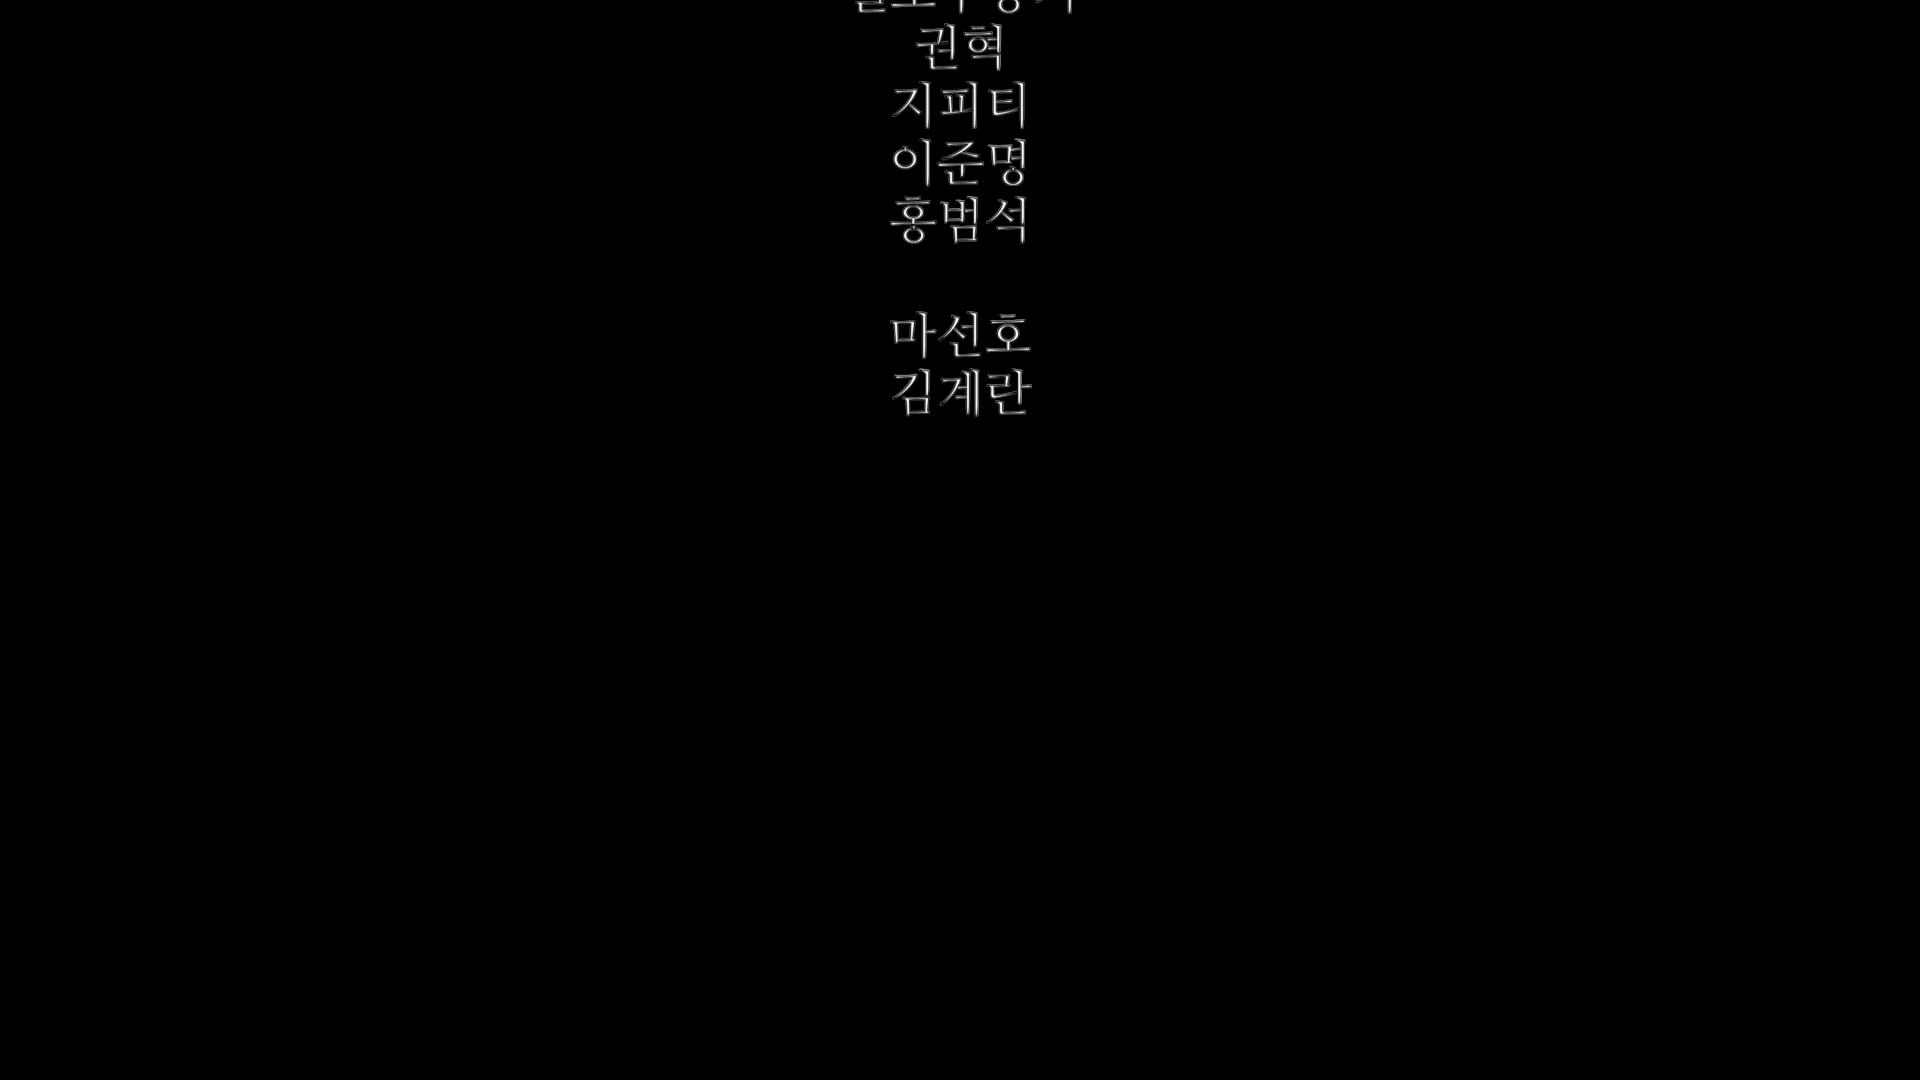 권혁
지피티
이준명
홍범석
마선호
김계란